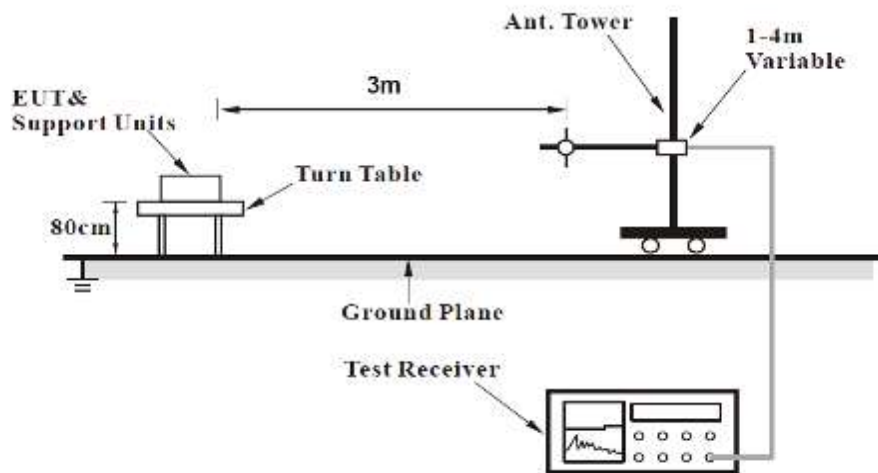 Ant. Tower
1-4m
Variable
3m
EUT&
Support Units
Turn Table
80cm
Ground Plane
Test Receiver